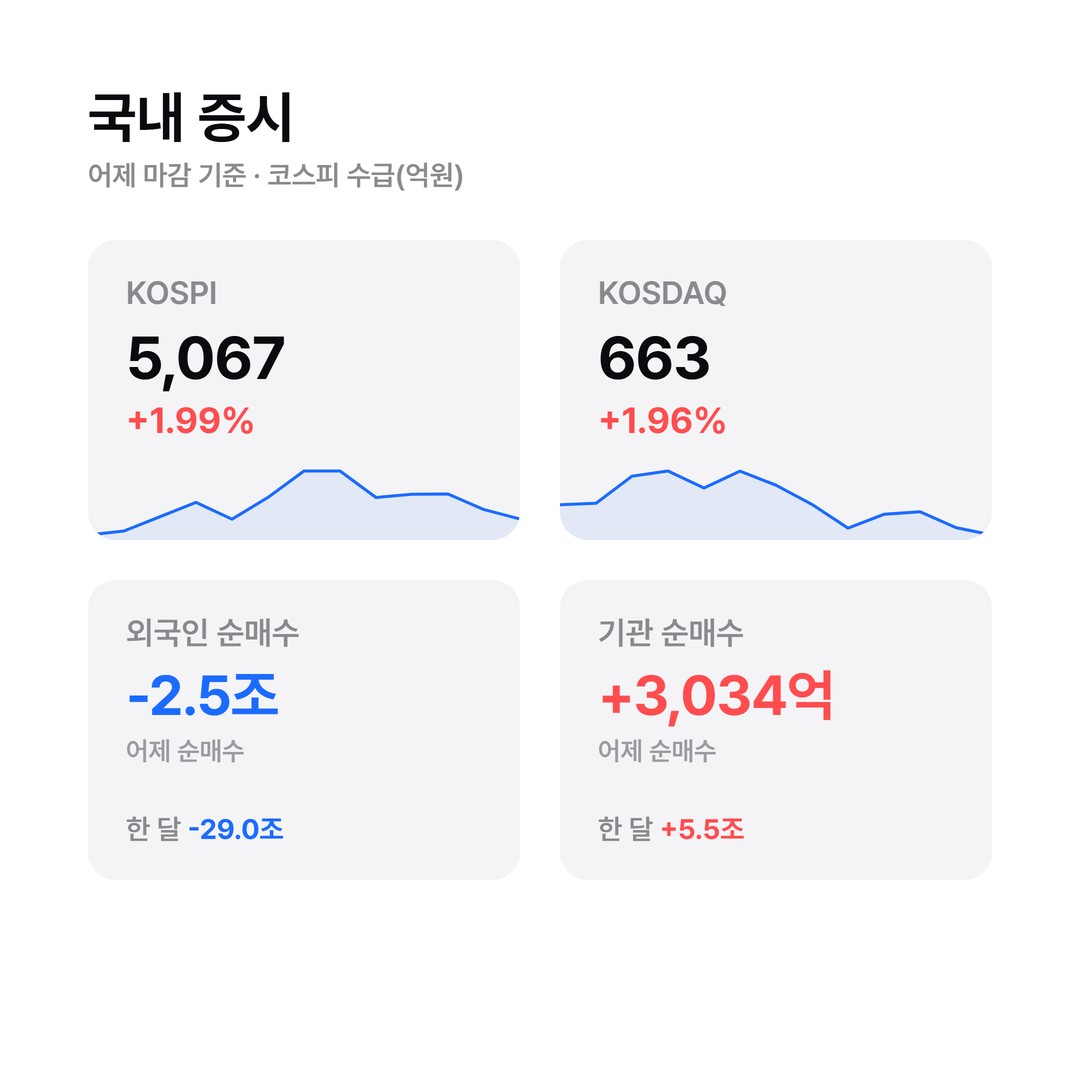 국내 증시
어제 마감 기준 · 코스피 수급(억원)
KOSPI
5,067
+1.99%
KOSDAQ
663
+1.96%
외국인 순매수
-2.5조
어제 순매수
한 달 -29.0조
기관 순매수
+3,034억
어제 순매수
한 달 +5.5조